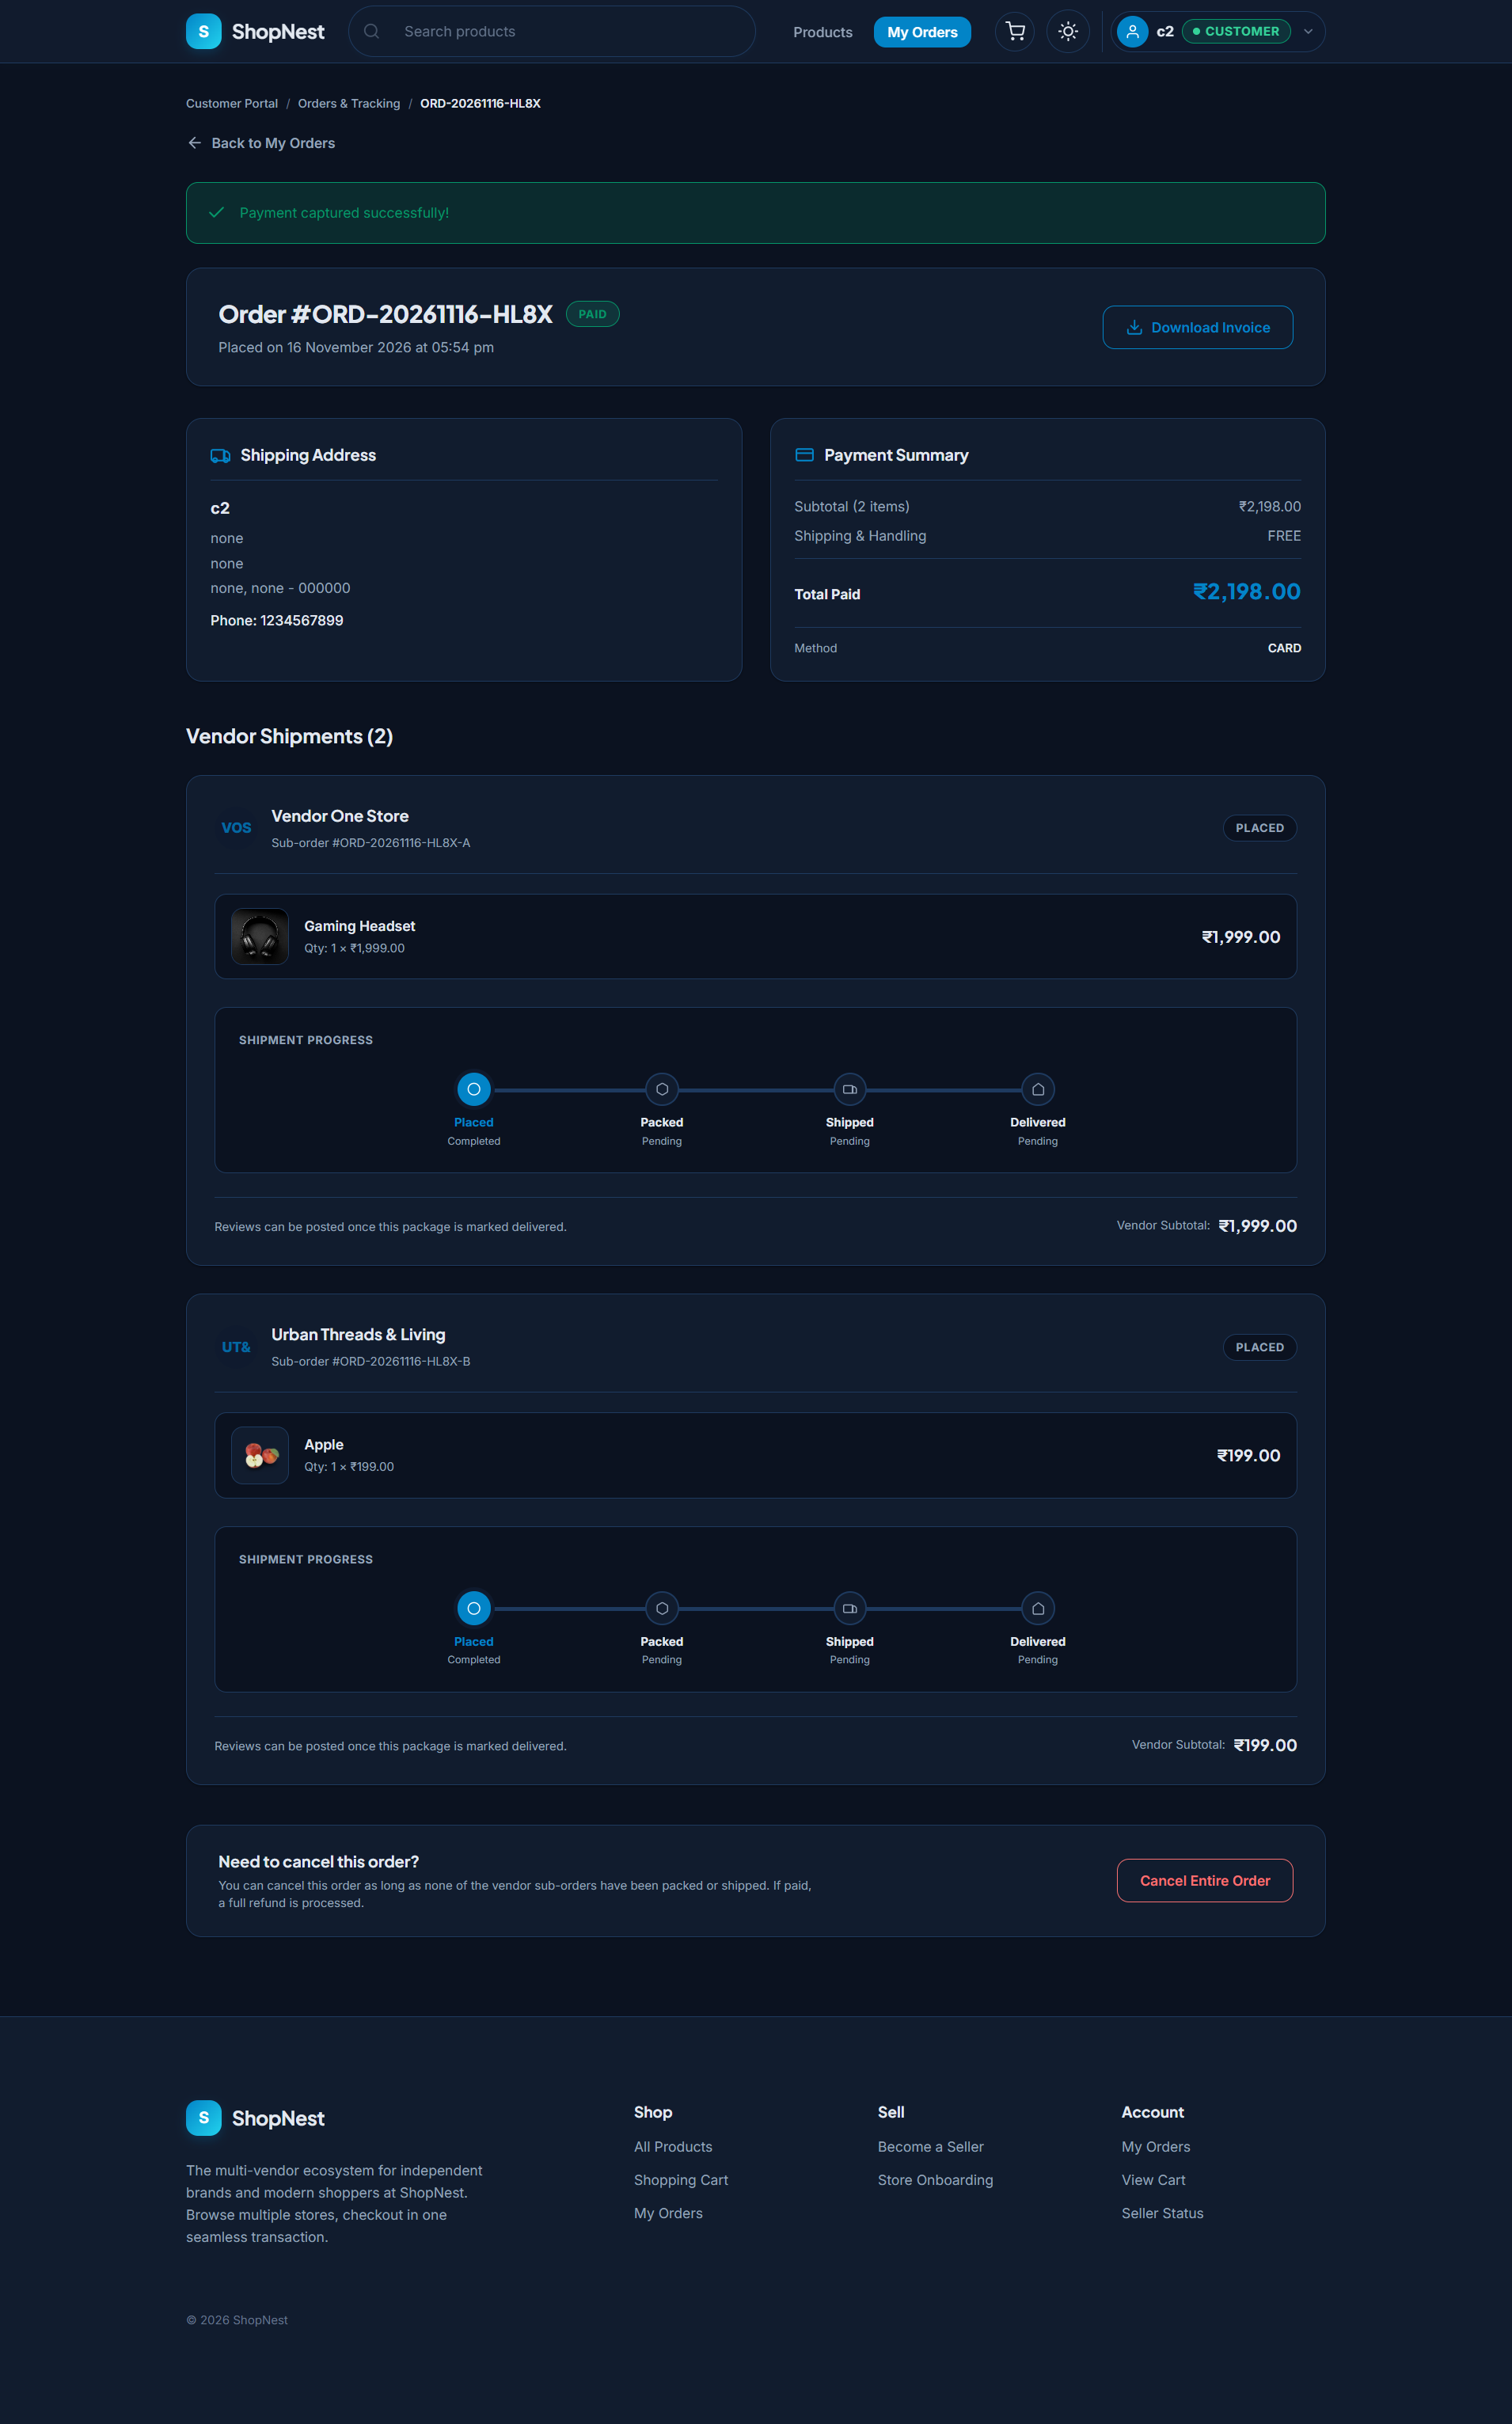 S ShopNest
Search products
Products
My Orders
c2
CUSTOMER
Customer Portal / Orders & Tracking / ORD-20261116-HL8X
Back to My Orders
Payment captured successfully!
Order #ORD-20261116-HL8X PAID
Placed on 16 November 2026 at 05:54 pm
Download Invoice
Shipping Address
c2
none
none
none, none - 000000
Phone: 1234567899
Payment Summary
Subtotal (2 items) ₹2,198.00
Shipping & Handling FREE
Total Paid ₹2,198.00
Method CARD
Vendor Shipments (2)
VOS
Vendor One Store
Sub-order #ORD-20261116-HL8X-A
PLACED
Gaming Headset
Qty: 1 × ₹1,999.00
₹1,999.00
SHIPMENT PROGRESS
Placed Packed Shipped Delivered
Completed Pending Pending Pending
Reviews can be posted once this package is marked delivered.
Vendor Subtotal: ₹1,999.00
UT&
Urban Threads & Living
Sub-order #ORD-20261116-HL8X-B
PLACED
Apple
Qty: 1 × ₹199.00
₹199.00
SHIPMENT PROGRESS
Placed Packed Shipped Delivered
Completed Pending Pending Pending
Reviews can be posted once this package is marked delivered.
Vendor Subtotal: ₹199.00
Need to cancel this order?
You can cancel this order as long as none of the vendor sub-orders have been packed or shipped. If paid,
a full refund is processed.
Cancel Entire Order
S ShopNest
The multi-vendor ecosystem for independent
brands and modern shoppers at ShopNest.
Browse multiple stores, checkout in one
seamless transaction.
Shop
All Products
Shopping Cart
My Orders
Sell
Become a Seller
Store Onboarding
Account
My Orders
View Cart
Seller Status
© 2026 ShopNest